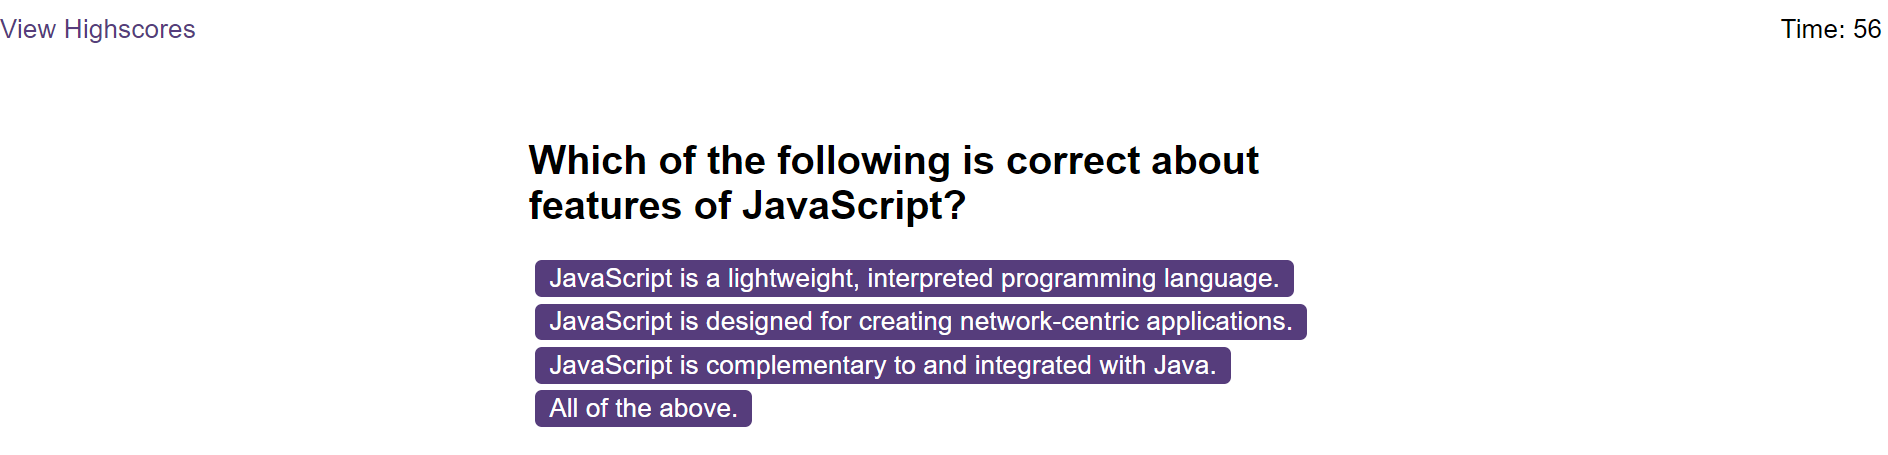 View Highscores
Time: 56
Which of the following is correct about
features of JavaScript?
JavaScript is a lightweight, interpreted programming language.
JavaScript is designed for creating network-centric applications.
JavaScript is complementary to and integrated with Java.
All of the above.